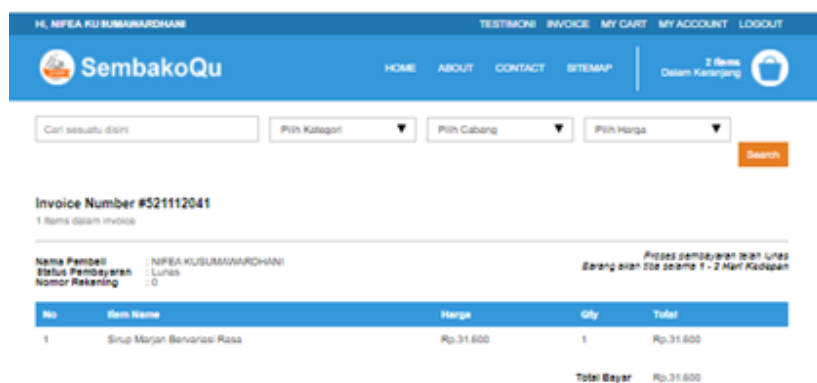 HI, NIFEA KUSUMAWARDHANI TESTIMONI INVOICE MY CART MY ACCOUNT LOGOUT
SembakoQu HOME ABOUT CONTACT SITEMAP 2 Items
Dalam Keranjang
Cari sesuatu disini Pilih Kategori Pilih Cabang Pilih Harga
Search
Invoice Number #521112041
1 Items dalam invoice
Nama Pembeli : NIFEA KUSUMAWARDHANI Proses pembayaran telah lunas
Status Pembayaran : Lunas Barang akan tiba selama 1 - 2 Hari Kedepan
Nomor Rekening : 0
No Item Name Harga Qty Total
1 Sirup Marjan Bervariasi Rasa Rp.31.600 1 Rp.31.600
Total Bayar Rp.31.600